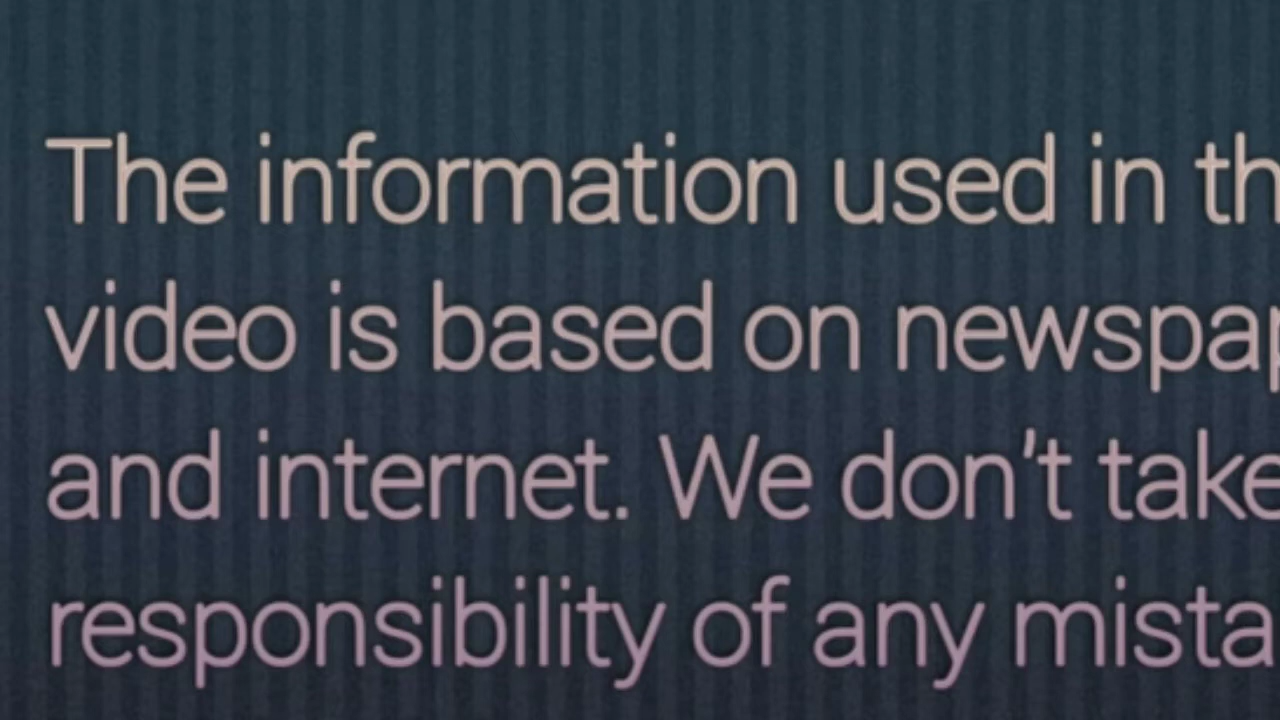 The information used in th
video is based on newspap
and internet. We don't take
responsibility of any mista